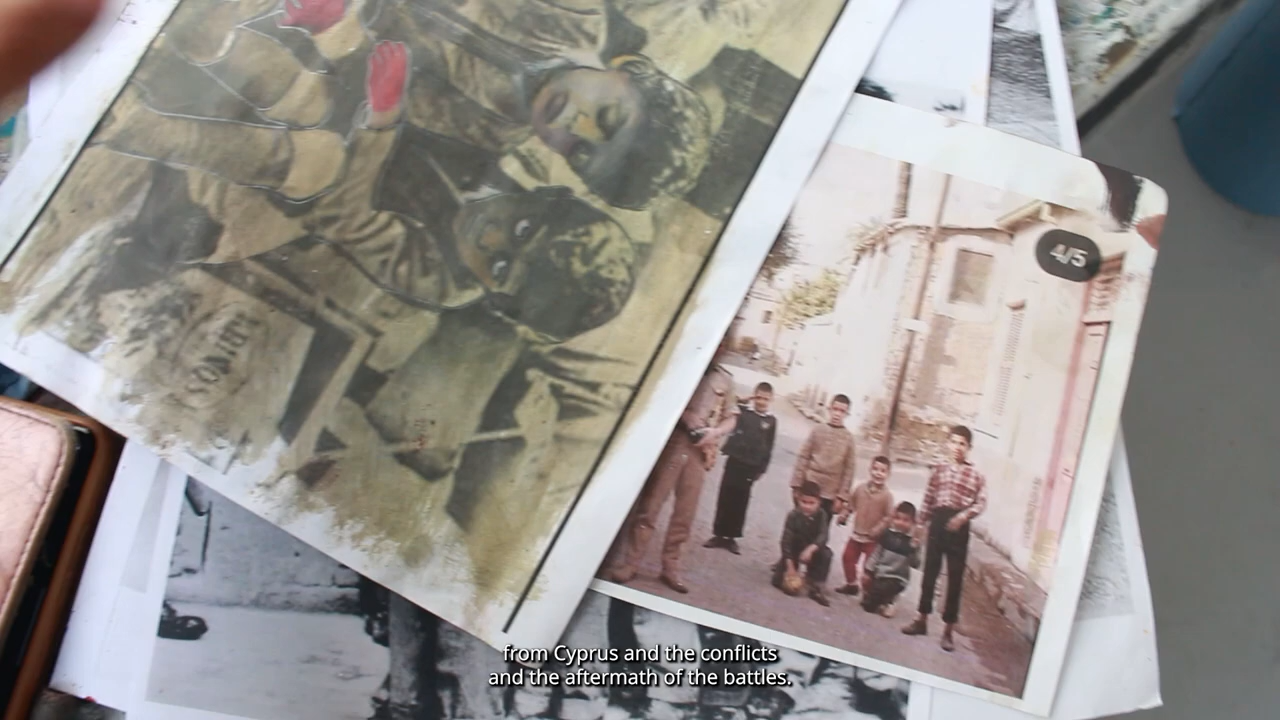 4/5
from Cyprus and the conflicts
and the aftermath of the battles.